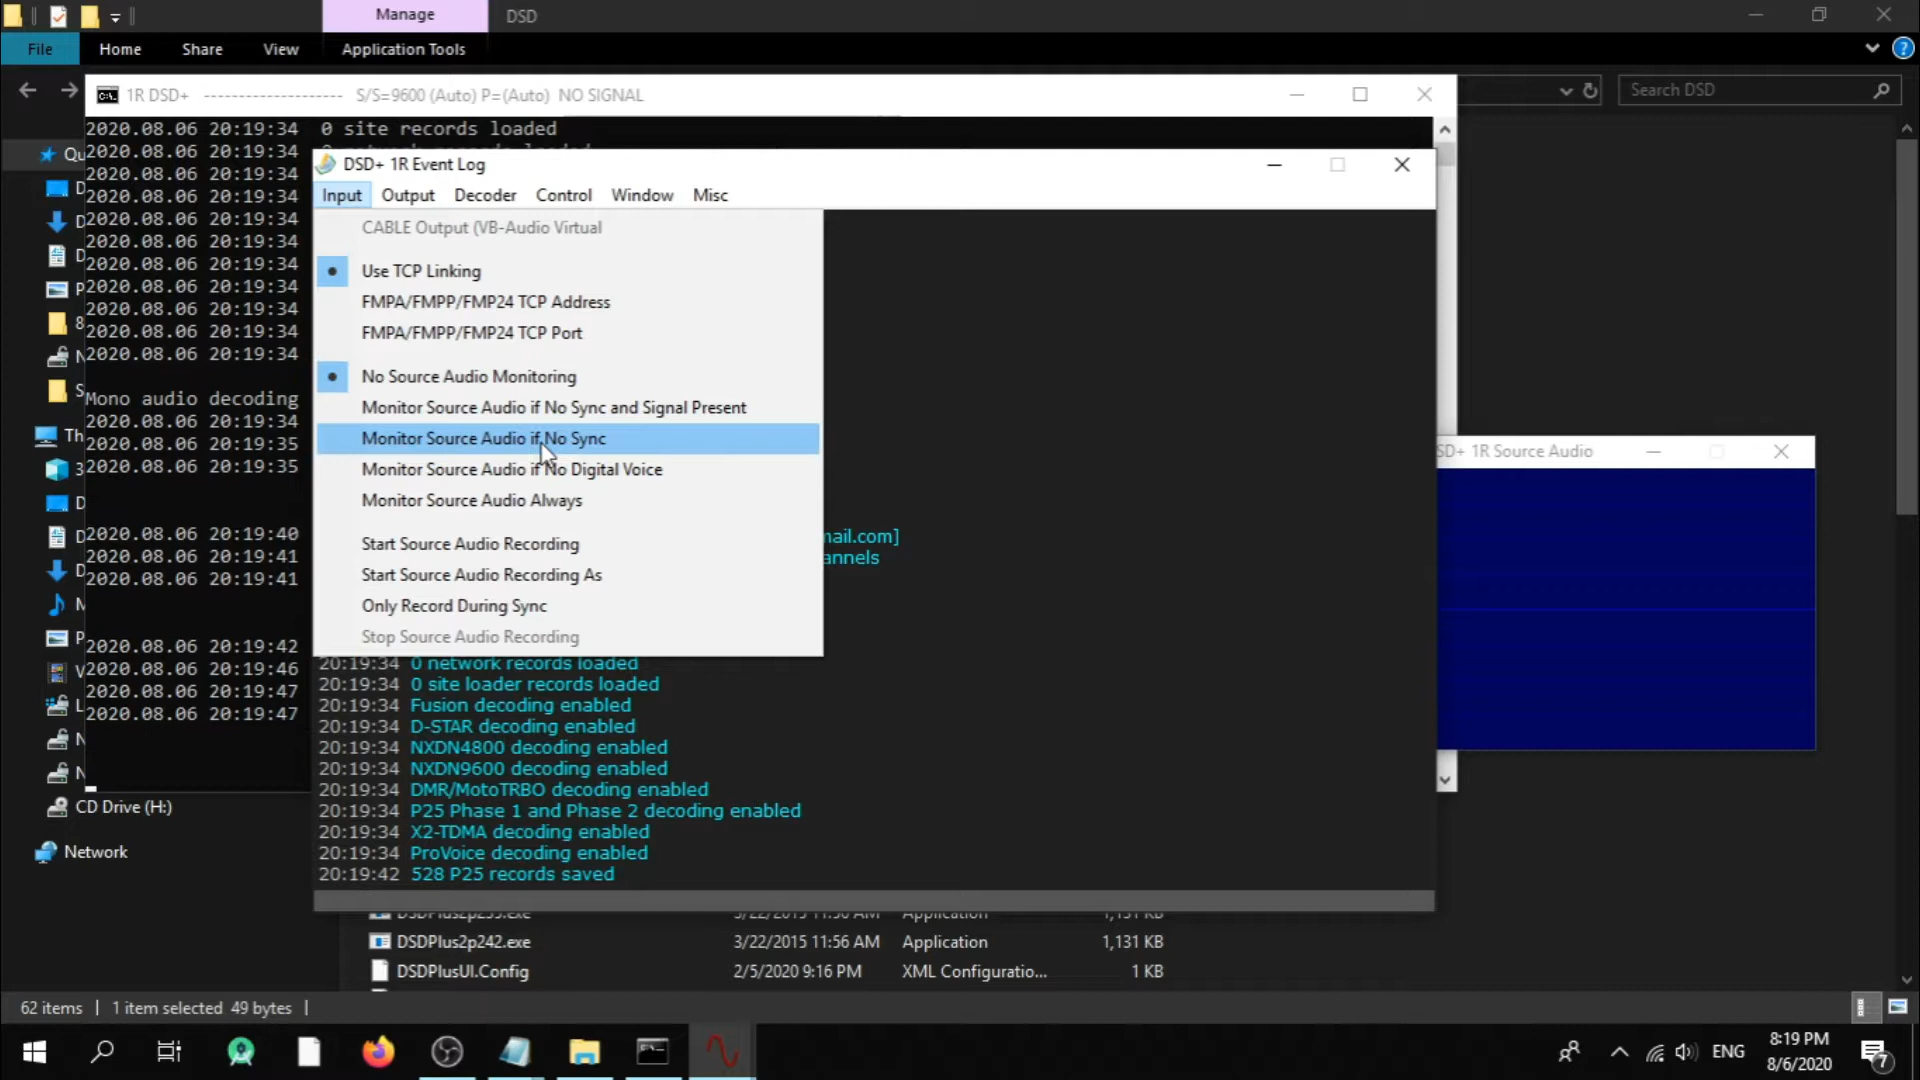 Manage
DSD
File
Home
Share
View
Application Tools
1R DSD+ -------------------- S/S=9600 (Auto) P=(Auto) NO SIGNAL
Search DSD
2020.08.06 20:19:34 0 site records loaded
2020.08.06 20:19:34
2020.08.06 20:19:34
2020.08.06 20:19:34
2020.08.06 20:19:34
2020.08.06 20:19:34
2020.08.06 20:19:34
2020.08.06 20:19:34
2020.08.06 20:19:34
2020.08.06 20:19:34
2020.08.06 20:19:34
Mono audio decoding
2020.08.06 20:19:34
2020.08.06 20:19:35
2020.08.06 20:19:35
2020.08.06 20:19:40
2020.08.06 20:19:41
2020.08.06 20:19:41
2020.08.06 20:19:42
2020.08.06 20:19:46
2020.08.06 20:19:47
2020.08.06 20:19:47
CD Drive (H:)
Network
DSD+ 1R Event Log
Input
Output
Decoder
Control
Window
Misc
CABLE Output (VB-Audio Virtual
Use TCP Linking
FMPA/FMPP/FMP24 TCP Address
FMPA/FMPP/FMP24 TCP Port
No Source Audio Monitoring
Monitor Source Audio if No Sync and Signal Present
Monitor Source Audio if No Sync
Monitor Source Audio if No Digital Voice
Monitor Source Audio Always
Start Source Audio Recording
Start Source Audio Recording As
Only Record During Sync
Stop Source Audio Recording
mail.com]
annels
20:19:34 0 network records loaded
20:19:34 0 site loader records loaded
20:19:34 Fusion decoding enabled
20:19:34 D-STAR decoding enabled
20:19:34 NXDN4800 decoding enabled
20:19:34 NXDN9600 decoding enabled
20:19:34 DMR/MotoTRBO decoding enabled
20:19:34 P25 Phase 1 and Phase 2 decoding enabled
20:19:34 X2-TDMA decoding enabled
20:19:34 ProVoice decoding enabled
20:19:42 528 P25 records saved
SD+ 1R Source Audio
DSDPlus2p242.exe 3/22/2015 11:56 AM Application 1,131 KB
DSDPlusUI.Config 2/5/2020 9:16 PM XML Configuratio... 1 KB
62 items
1 item selected 49 bytes
ENG
8:19 PM
8/6/2020
7